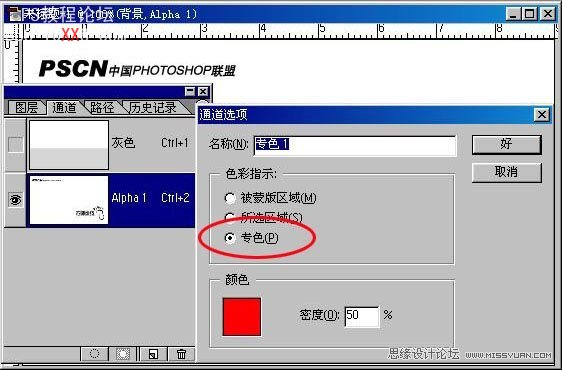 PS教程论坛
100%(背景,Alpha 1)
XX
0
PSCN中国PHOTOSHOP联盟
图层 通道 路径 历史记录
灰色 Ctrl+1
Alpha 1 Ctrl+2
通道选项
名称(N): 专色 1
好
取消
色彩指示:
被蒙版区域(M)
所选区域(S)
专色(P)
颜色
密度(O): 50 %
思缘设计论坛 WWW.MISSYUAN.COM